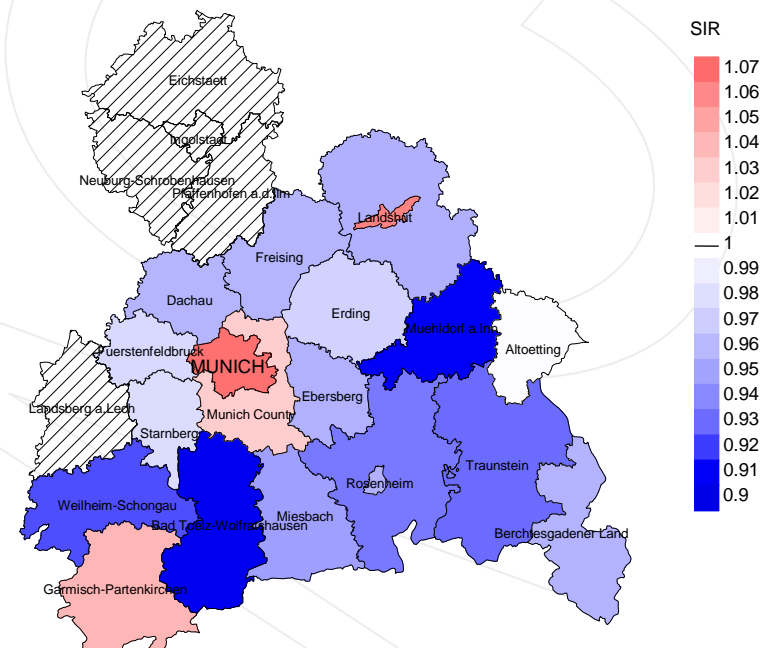 SIR
Eichstaett
1.07
1.06
1.05
Ingolstadt
1.04
Neuburg-Schrobenhausen
1.03
Pfaffenhofen a.d.Ilm
1.02
Landshut
1.01
1
Freising
0.99
Dachau
0.98
Erding
0.97
Muehldorf a.Inn
Fuerstenfeldbruck
Altoetting
0.96
MUNICH
0.95
Ebersberg
0.94
Landsberg a.Lech
Munich County
0.93
Starnberg
0.92
Traunstein
0.91
Rosenheim
0.9
Weilheim-Schongau
Miesbach
Bad Toelz-Wolfratshausen
Berchtesgadener Land
Garmisch-Partenkirchen